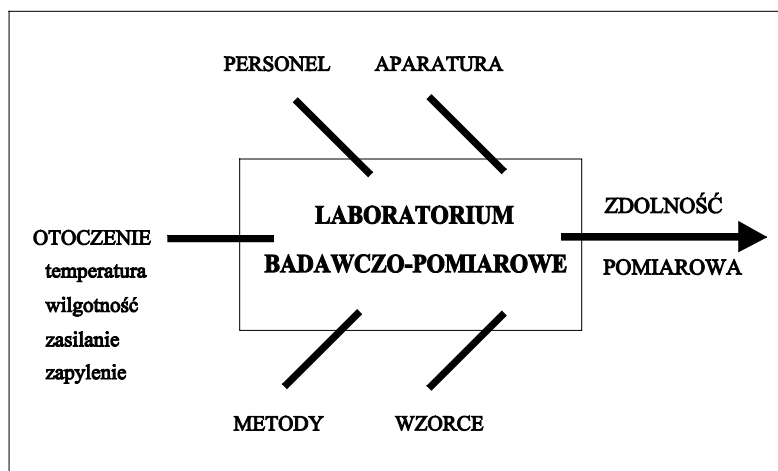 PERSONEL
APARATURA
LABORATORIUM
BADAWCZO-POMIAROWE
OTOCZENIE
temperatura
wilgotność
zasilanie
zapylenie
ZDOLNOŚĆ
POMIAROWA
METODY
WZORCE